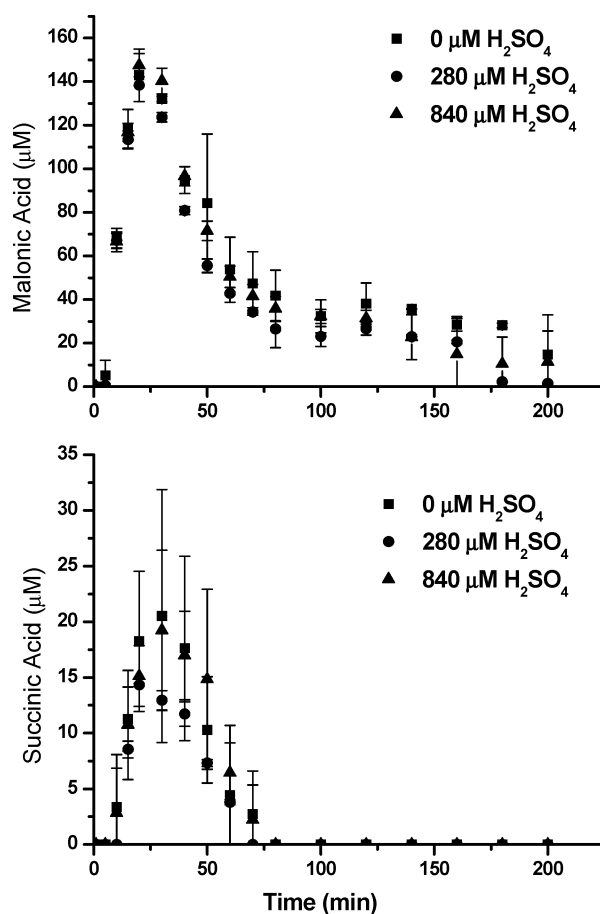 160
140
120
100
80
60
40
20
0
Malonic Acid (μM)
0 μM H₂SO₄
280 μM H₂SO₄
840 μM H₂SO₄
0 50 100 150 200
35
30
25
20
15
10
5
0
Succinic Acid (μM)
0 μM H₂SO₄
280 μM H₂SO₄
840 μM H₂SO₄
0 50 100 150 200
Time (min)